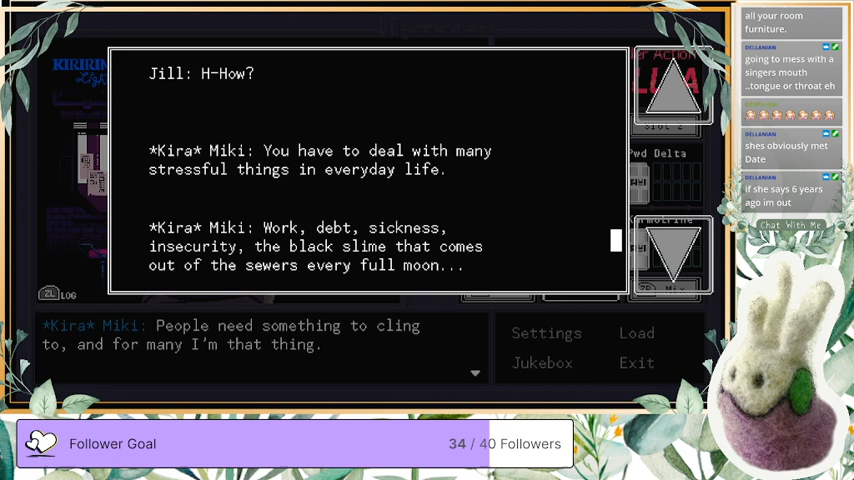 Jill: H-How?
*Kira* Miki: You have to deal with many
stressful things in everyday life.
*Kira* Miki: Work, debt, sickness,
insecurity, the black slime that comes
out of the sewers every full moon...
ZL LOG
*Kira* Miki: People need something to cling
to, and for many I'm that thing.
Settings
Load
Jukebox
Exit
Slot 2
Pwd Delta
all your room
furniture.
DELLANIAN
going to mess with a
singers mouth
..tongue or throat eh
DELLANIAN
shes obviously met
Date
DELLANIAN
if she says 6 years
ago im out
Chat With Me
Follower Goal
34 / 40 Followers